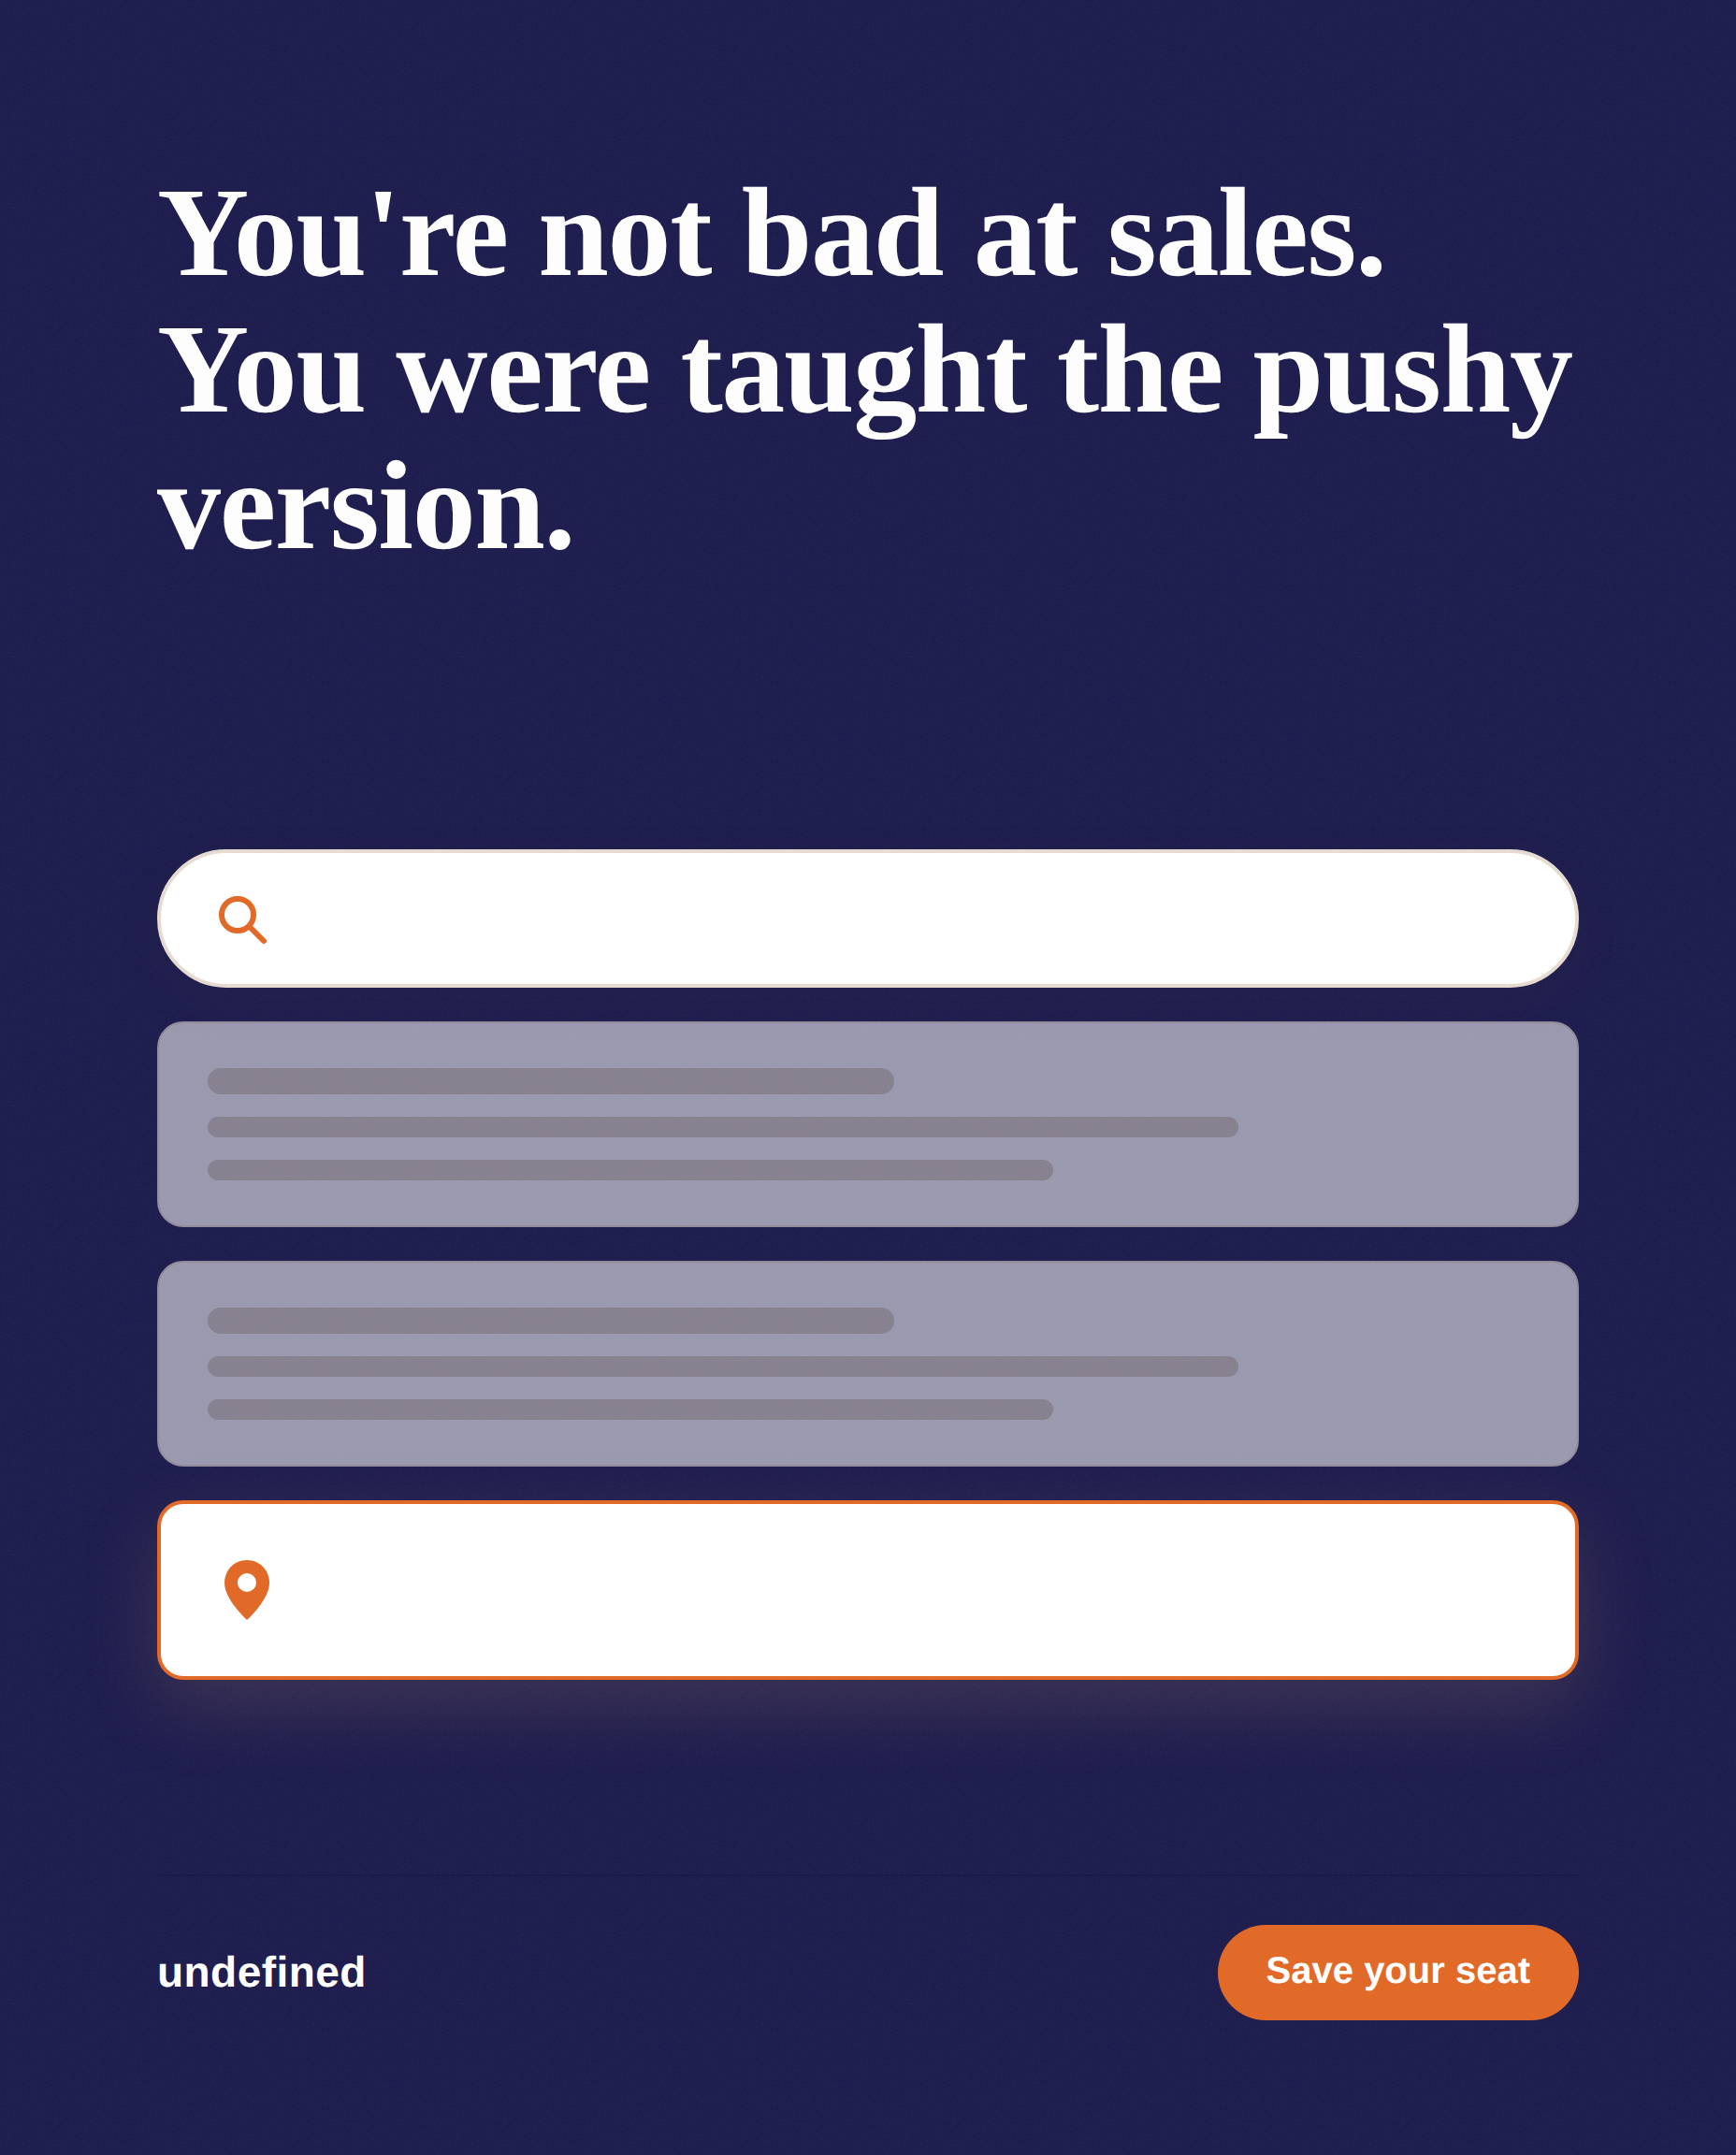 You're not bad at sales.
You were taught the pushy
version.
undefined
Save your seat